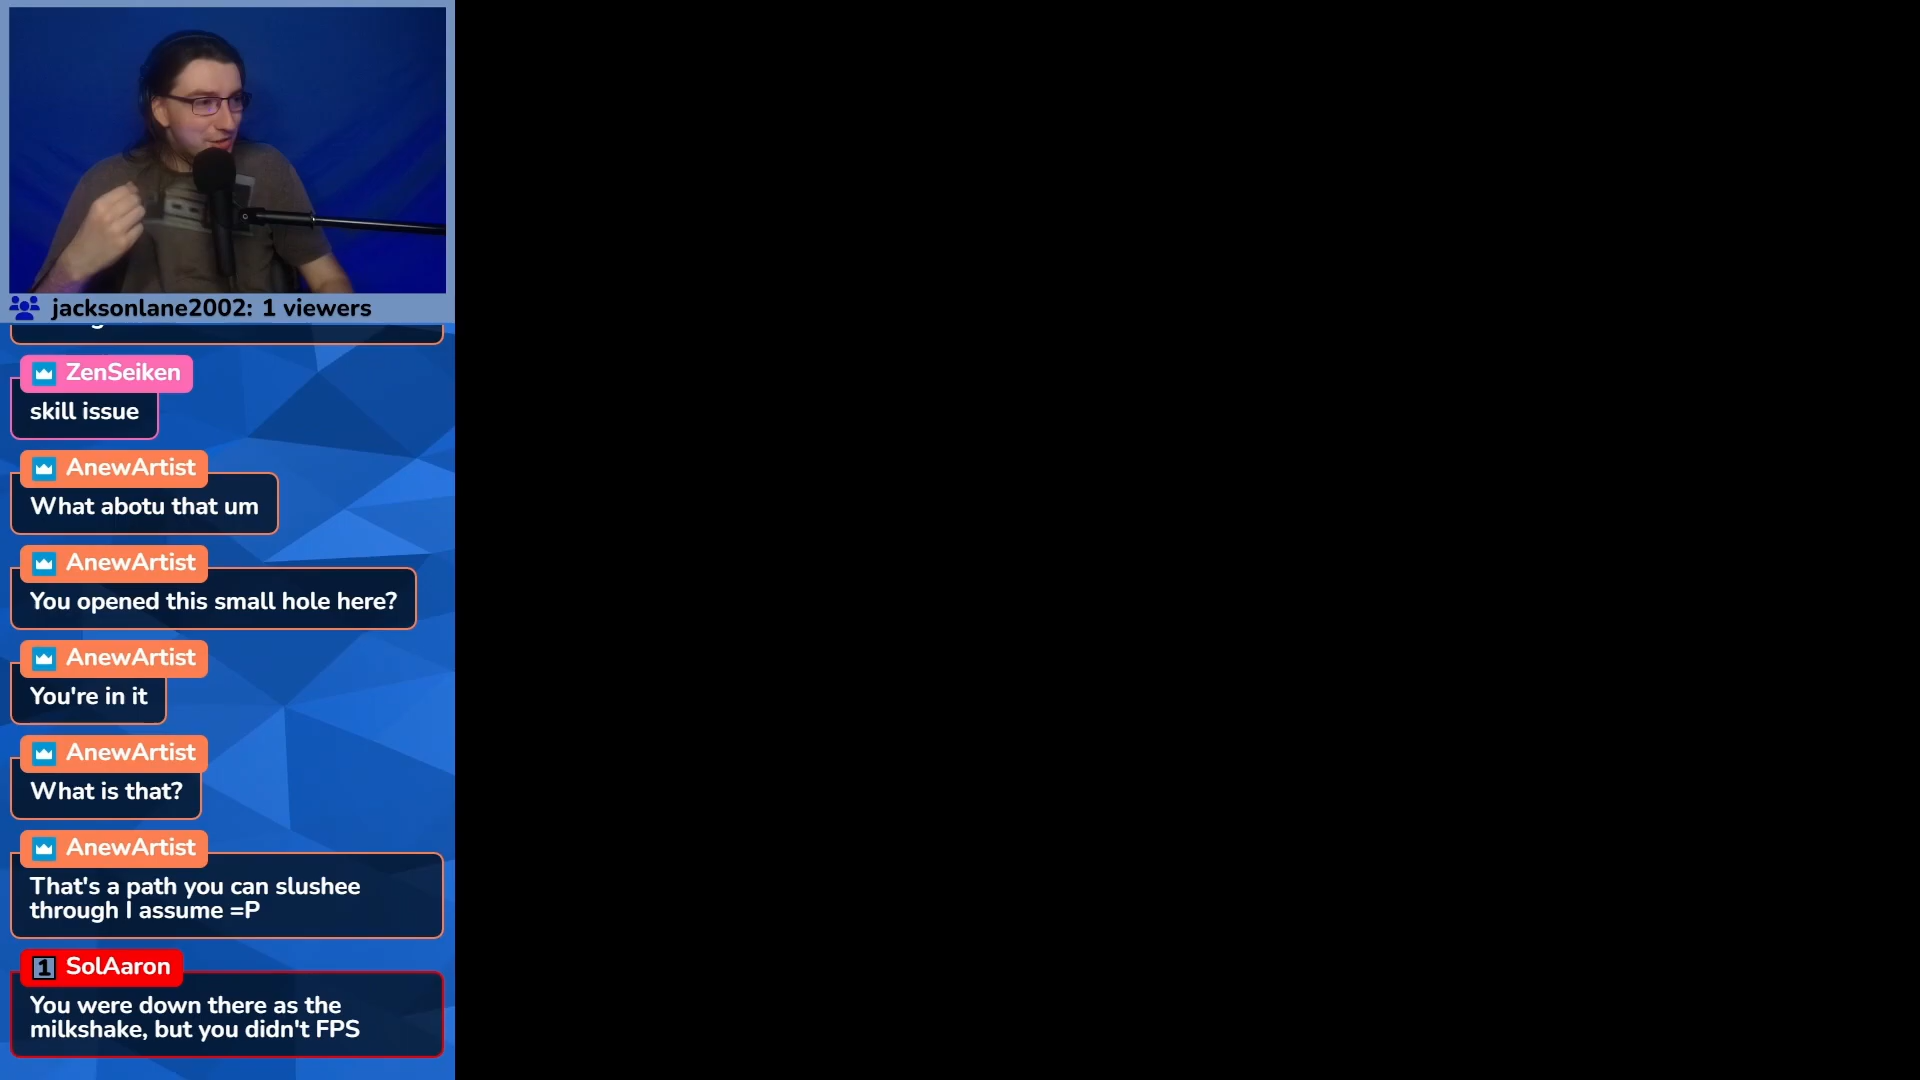 jacksonlane2002: 1 viewers
ZenSeiken
skill issue
AnewArtist
What abotu that um
AnewArtist
You opened this small hole here?
AnewArtist
You're in it
AnewArtist
What is that?
AnewArtist
That's a path you can slushee
through I assume =P
1 SolAaron
You were down there as the
milkshake, but you didn't FPS